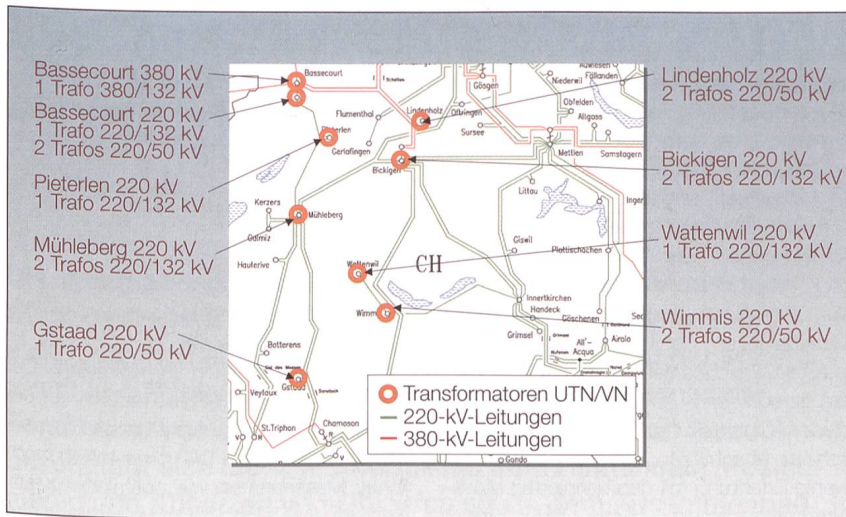 Bassecourt 380 kV
1 Trafo 380/132 kV
Bassecourt 220 kV
1 Trafo 220/132 kV
2 Trafos 220/50 kV
Pieterlen 220 kV
1 Trafo 220/132 kV
Mühleberg 220 kV
2 Trafos 220/132 kV
Gstaad 220 kV
1 Trafo 220/50 kV
Lindenholz 220 kV
2 Trafos 220/50 kV
Bickigen 220 kV
2 Trafos 220/132 kV
Wattenwil 220 kV
1 Trafo 220/132 kV
Wimmis 220 kV
2 Trafos 220/50 kV
Bassecourt
Flumenthal
Gerlafingen
Lindenholz
Oftringen
Sursee
Gösgen
Niederwil
Obfelden
Fällanden
Mettlen
Samstagern
Bickigen
Kerzers
Galmiz
Mühleberg
Hauterive
Littau
Giswil
Plattischachen
Wattenwil
CH
Innertkirchen
Handeck
Grimsel
Göschenen
Airolo
All'
Acqua
Botterens
Gstaad
Veytaux
St.Triphon
Chamoson
V
R
V
Gando
Transformatoren UTN/VN
220-kV-Leitungen
380-kV-Leitungen